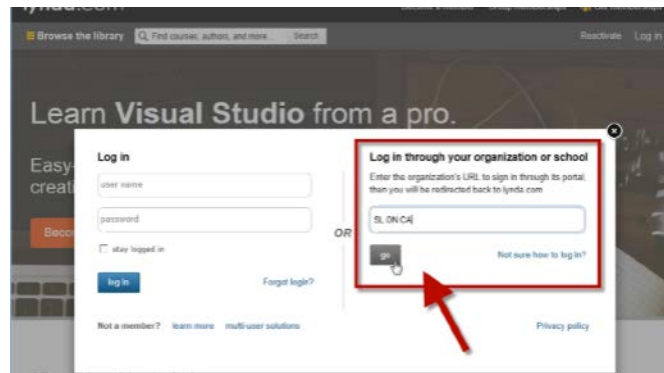 lynda.com
Browse the library Find courses, authors, and more Search Reactivate Log in
Learn Visual Studio from a pro.
Easy-
creati
Beco
Log in
user name
password
stay logged in
log in Forgot login?
Not a member? learn more multi-user solutions
OR
Log in through your organization or school
Enter the organization's URL to sign in through its portal,
then you will be redirected back to lynda.com
SL ON CA
go Not sure how to log in?
Privacy policy